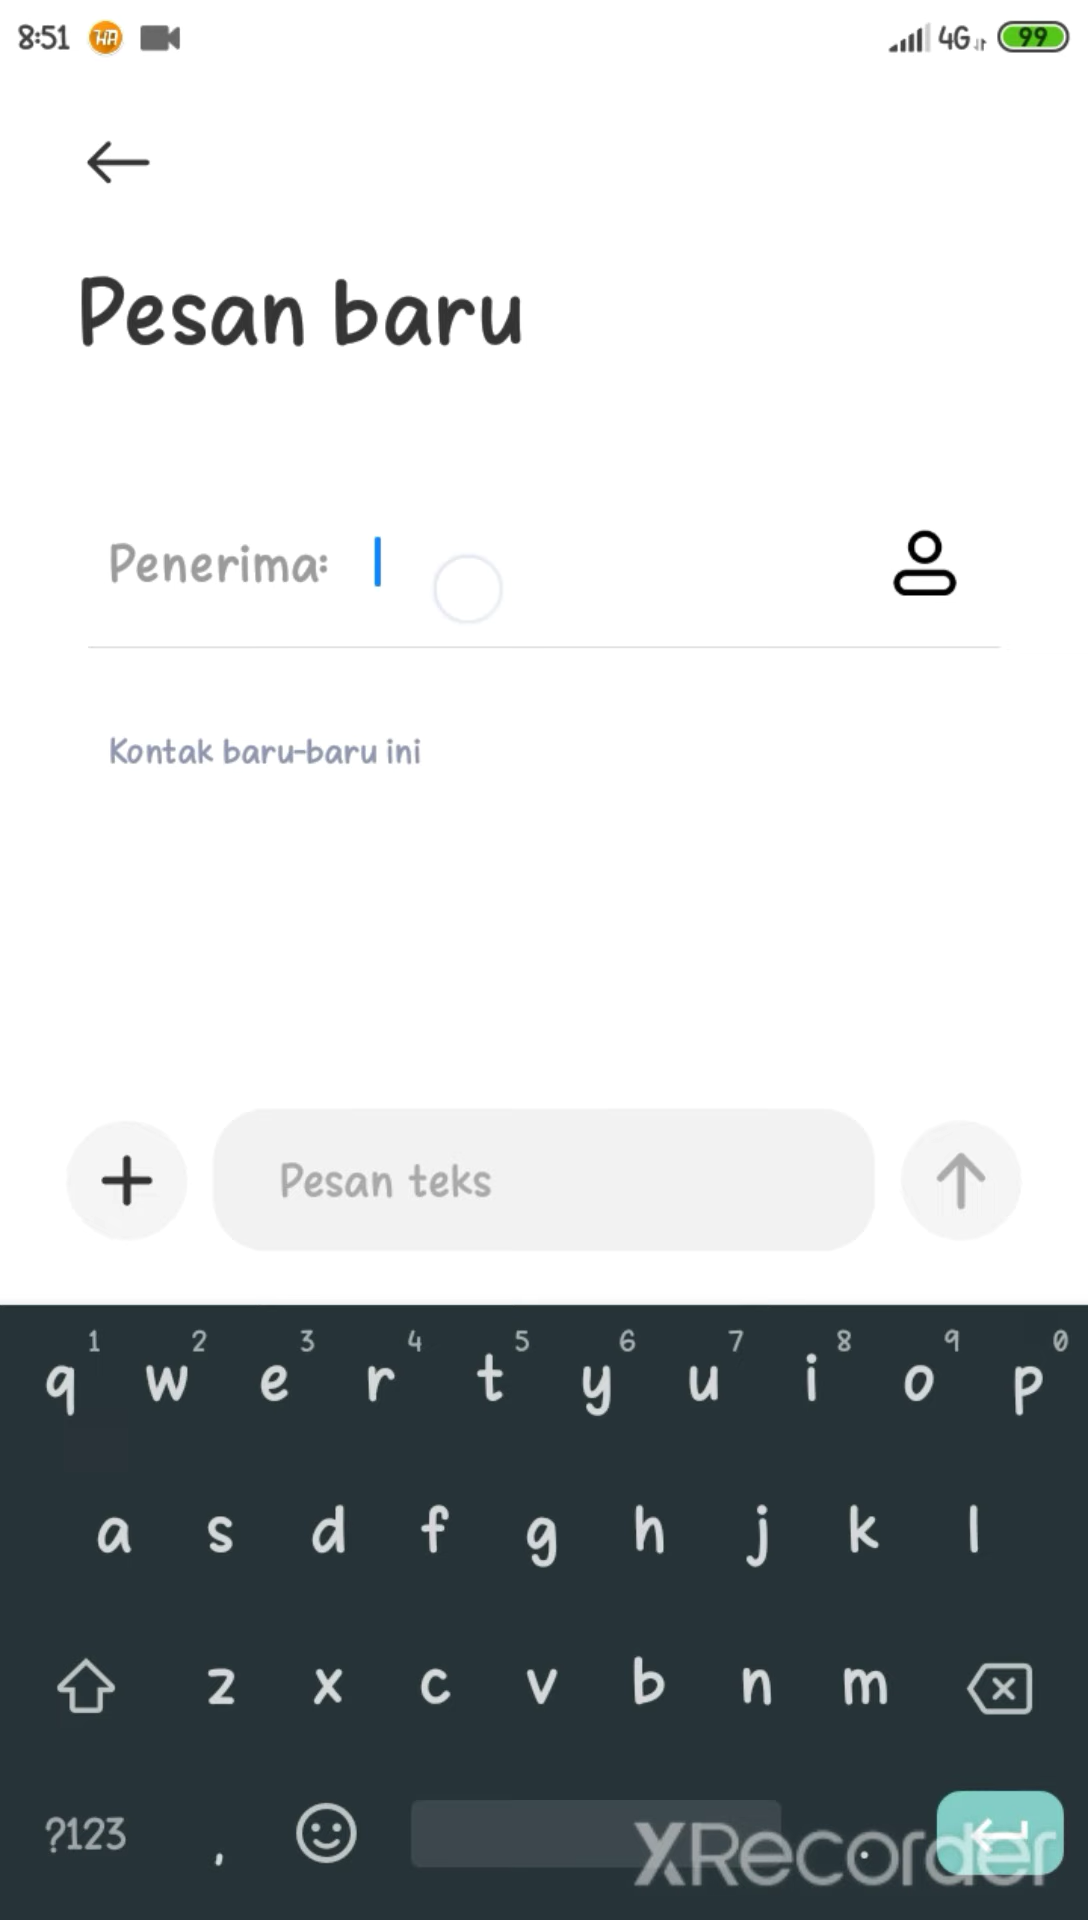 8:51 HA 4G 99
Pesan baru
Penerima:
Kontak baru-baru ini
Pesan teks
1 2 3 4 5 6 7 8 9 0
q w e r t y u i o p
a s d f g h j k l
z x c v b n m
?123 , .
XRecorder